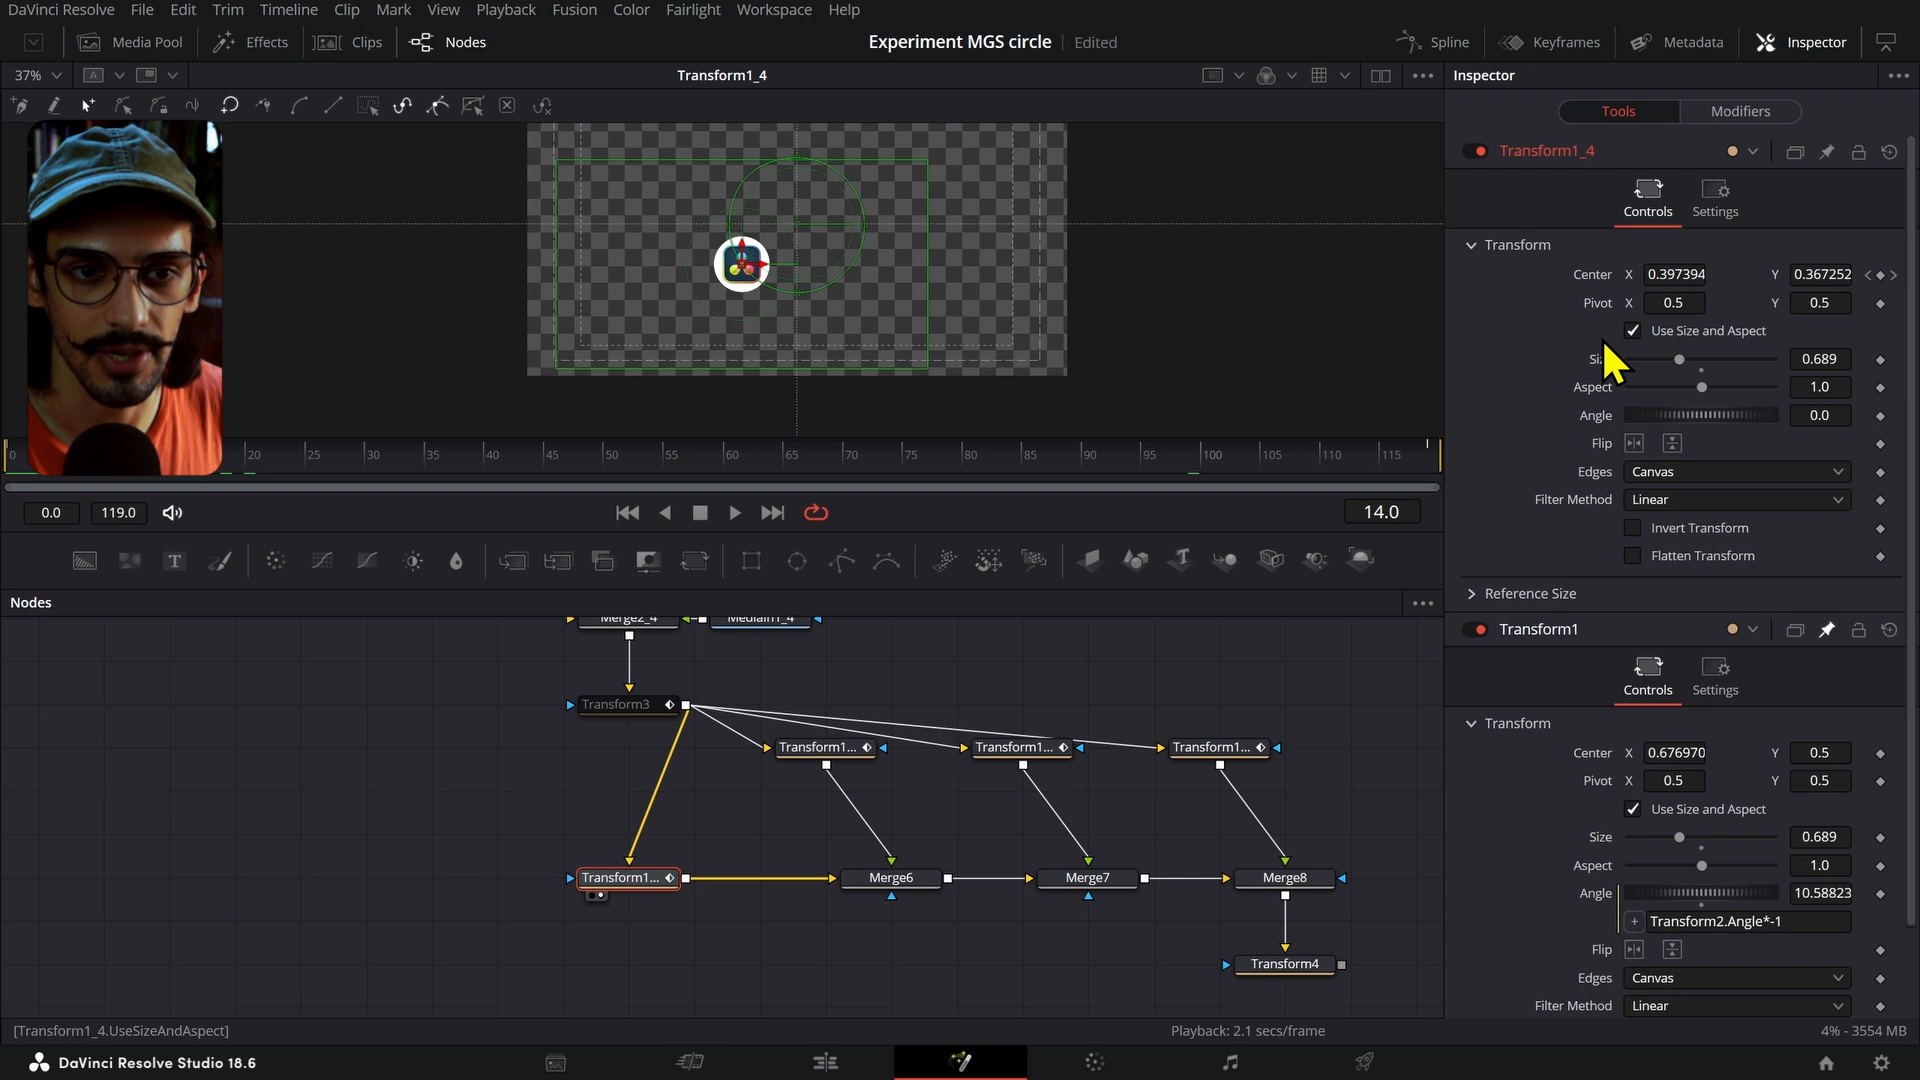 DaVinci Resolve File Edit Trim Timeline Clip Mark View Playback Fusion Color Fairlight Workspace Help
Media Pool Effects Clips Nodes Experiment MGS circle Edited Spline Keyframes Metadata Inspector
37% A Transform1_4 Inspector
Tools Modifiers
Transform1_4
Controls Settings
Transform
Center X 0.397394 Y 0.367252
Pivot X 0.5 Y 0.5
Use Size and Aspect
Size 0.689
Aspect 1.0
Angle 0.0
Flip
Edges Canvas
Filter Method Linear
Invert Transform
Flatten Transform
Reference Size
Transform1
Controls Settings
Transform
Center X 0.676970 Y 0.5
Pivot X 0.5 Y 0.5
Use Size and Aspect
Size 0.689
Aspect 1.0
Angle 10.58823
Transform2.Angle*-1
Flip
Edges Canvas
Filter Method Linear
0 20 25 30 35 40 45 50 55 60 65 70 75 80 85 90 95 100 105 110 115
0.0 119.0 14.0
T T
Nodes
Merge2_4 MediaIn1_4
Transform3
Transform1... Transform1... Transform1...
Transform1... Merge6 Merge7 Merge8
Transform4
[Transform1_4.UseSizeAndAspect] Playback: 2.1 secs/frame 4% - 3554 MB
DaVinci Resolve Studio 18.6